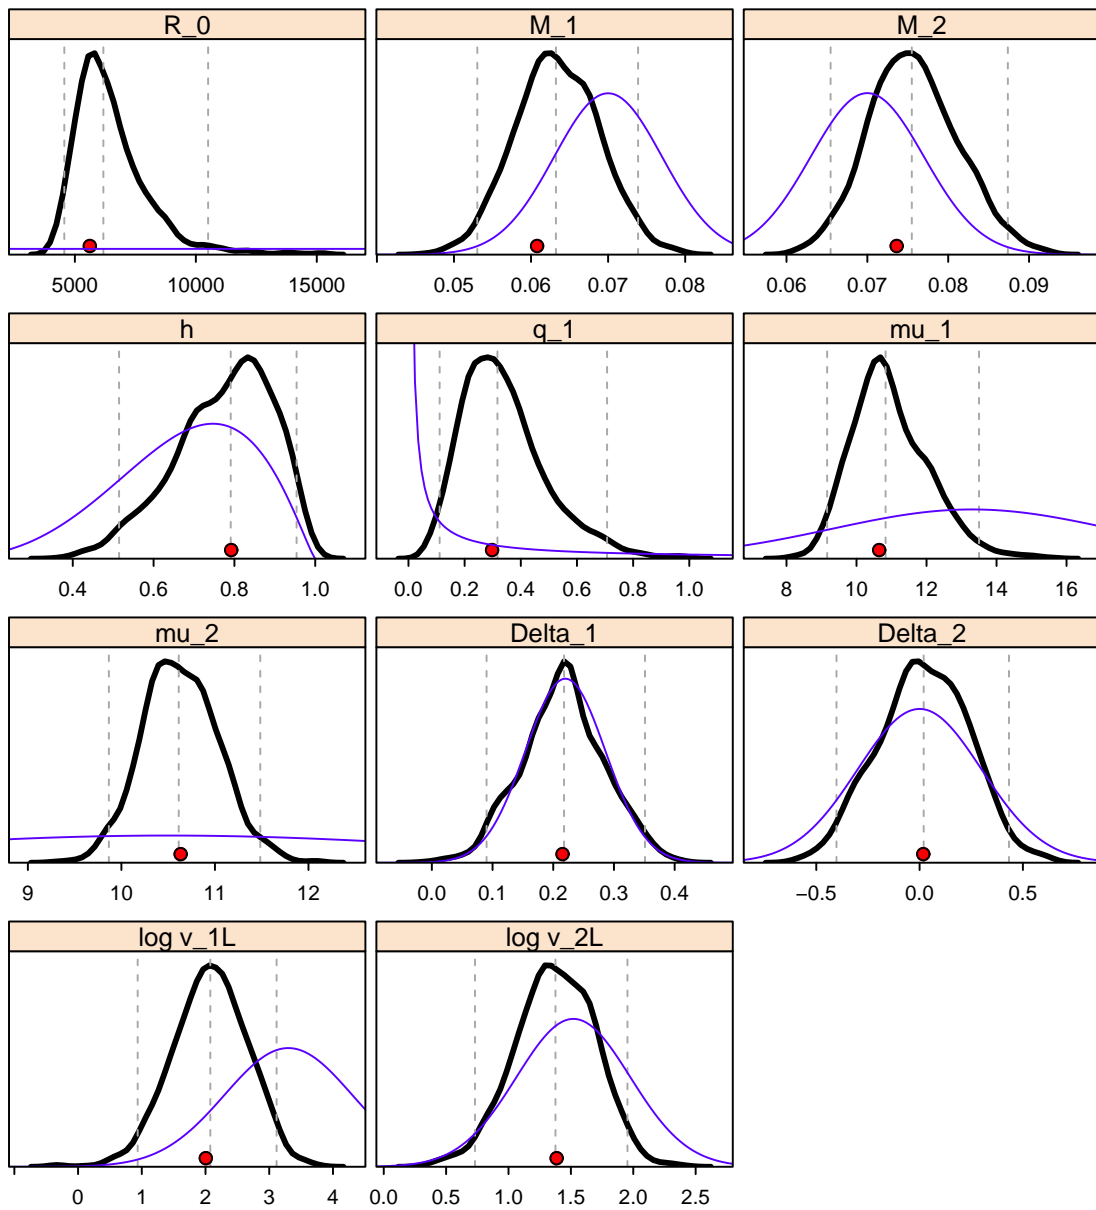 R_0 M_1 M_2
5000 10000 15000 0.05 0.06 0.07 0.08 0.06 0.07 0.08 0.09
h q_1 mu_1
0.4 0.6 0.8 1.0 0.0 0.2 0.4 0.6 0.8 1.0 8 10 12 14 16
mu_2 Delta_1 Delta_2
9 10 11 12 0.0 0.1 0.2 0.3 0.4 −0.5 0.0 0.5
log v_1L log v_2L
0 1 2 3 4 0.0 0.5 1.0 1.5 2.0 2.5